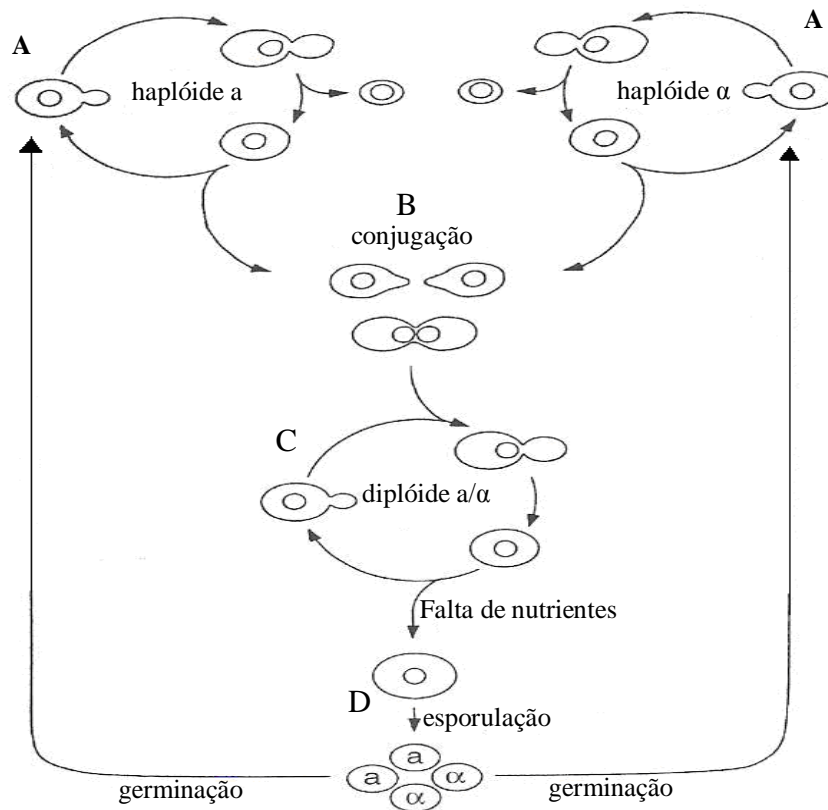 A
A
haplóide a
haplóide α
B
conjugação
C
diplóide a/α
Falta de nutrientes
D
esporulação
a
a
α
α
germinação
germinação